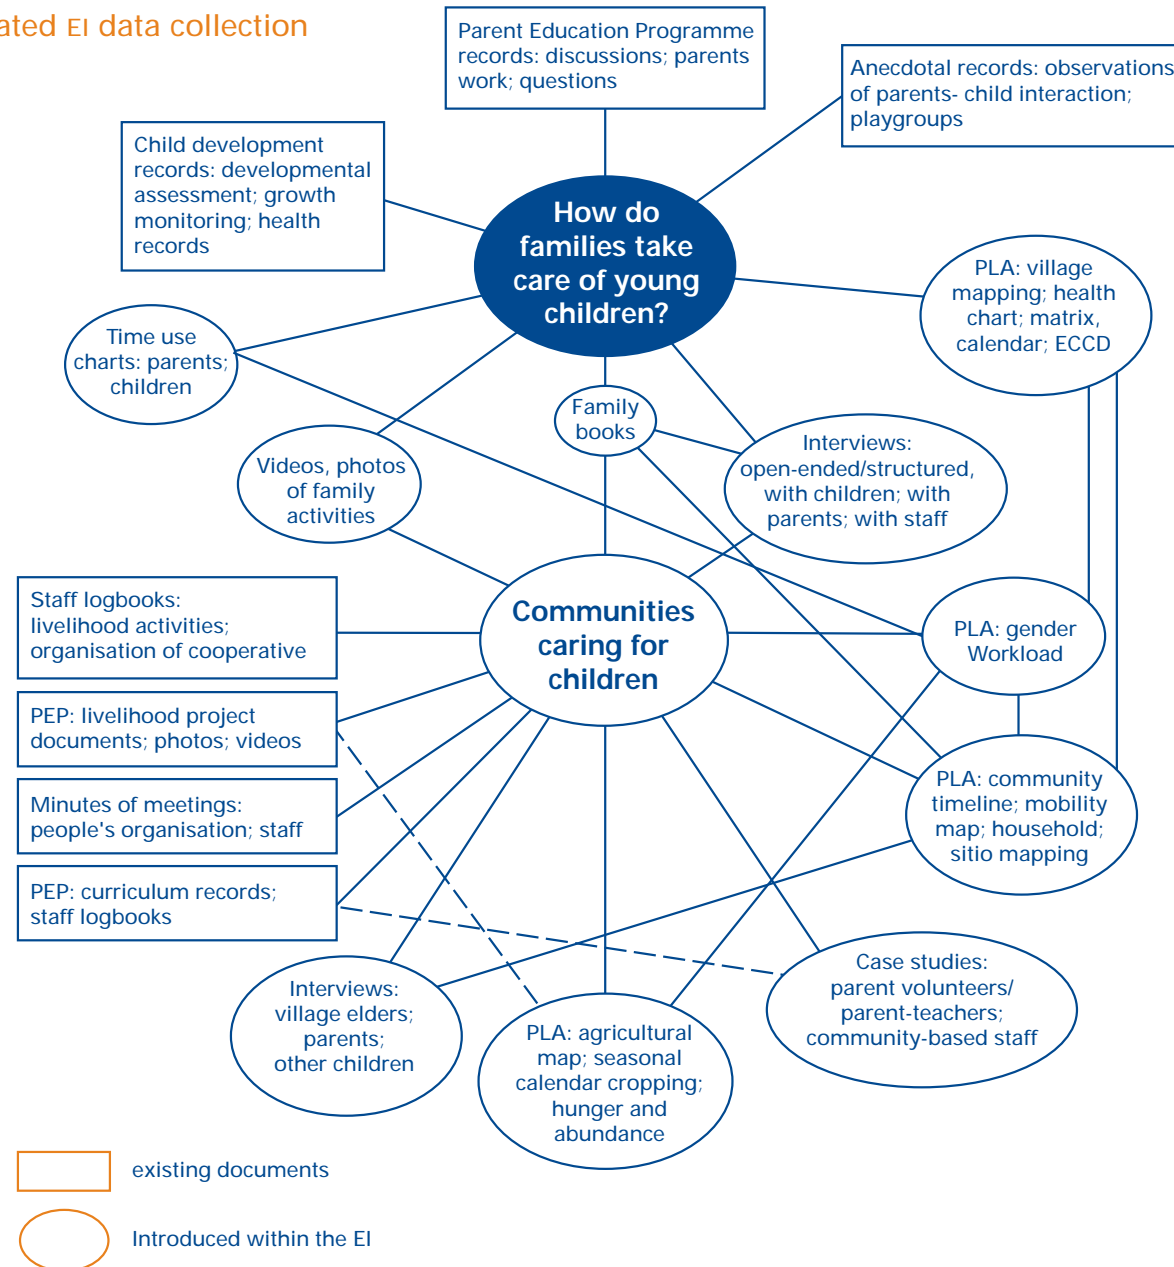 ated EI data collection
Parent Education Programme
records: discussions; parents
work; questions
Anecdotal records: observations
of parents- child interaction;
playgroups
Child development
records: developmental
assessment; growth
monitoring; health
records
How do
families take
care of young
children?
PLA: village
mapping; health
chart; matrix,
calendar; ECCD
Time use
charts: parents;
children
Family
books
Interviews:
open-ended/structured,
with children; with
parents; with staff
Videos, photos
of family
activities
Staff logbooks:
livelihood activities;
organisation of cooperative
Communities
caring for
children
PLA: gender
Workload
PEP: livelihood project
documents; photos; videos
PLA: community
timeline; mobility
map; household;
sitio mapping
Minutes of meetings:
people's organisation; staff
PEP: curriculum records;
staff logbooks
Interviews:
village elders;
parents;
other children
PLA: agricultural
map; seasonal
calendar cropping;
hunger and
abundance
Case studies:
parent volunteers/
parent-teachers;
community-based staff
existing documents
Introduced within the EI